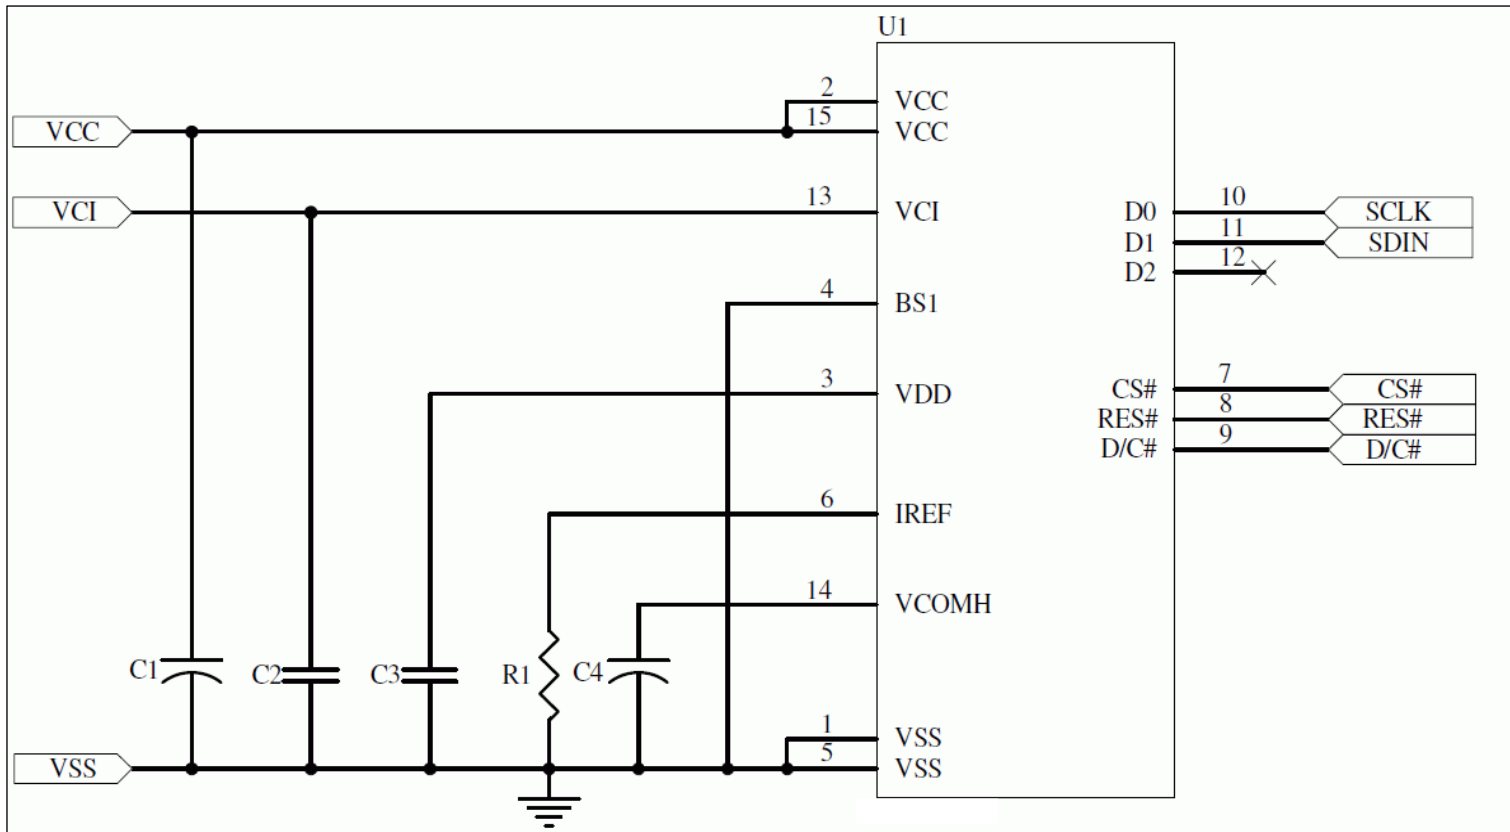 U1
2 VCC
VCC 15 VCC
VCI 13 VCI D0 10 SCLK
D1 11 SDIN
D2 12
4 BS1
3 VDD CS# 7 CS#
RES# 8 RES#
D/C# 9 D/C#
6 IREF
14 VCOMH
C1 C2 C3 R1 C4
1 VSS
VSS 5 VSS